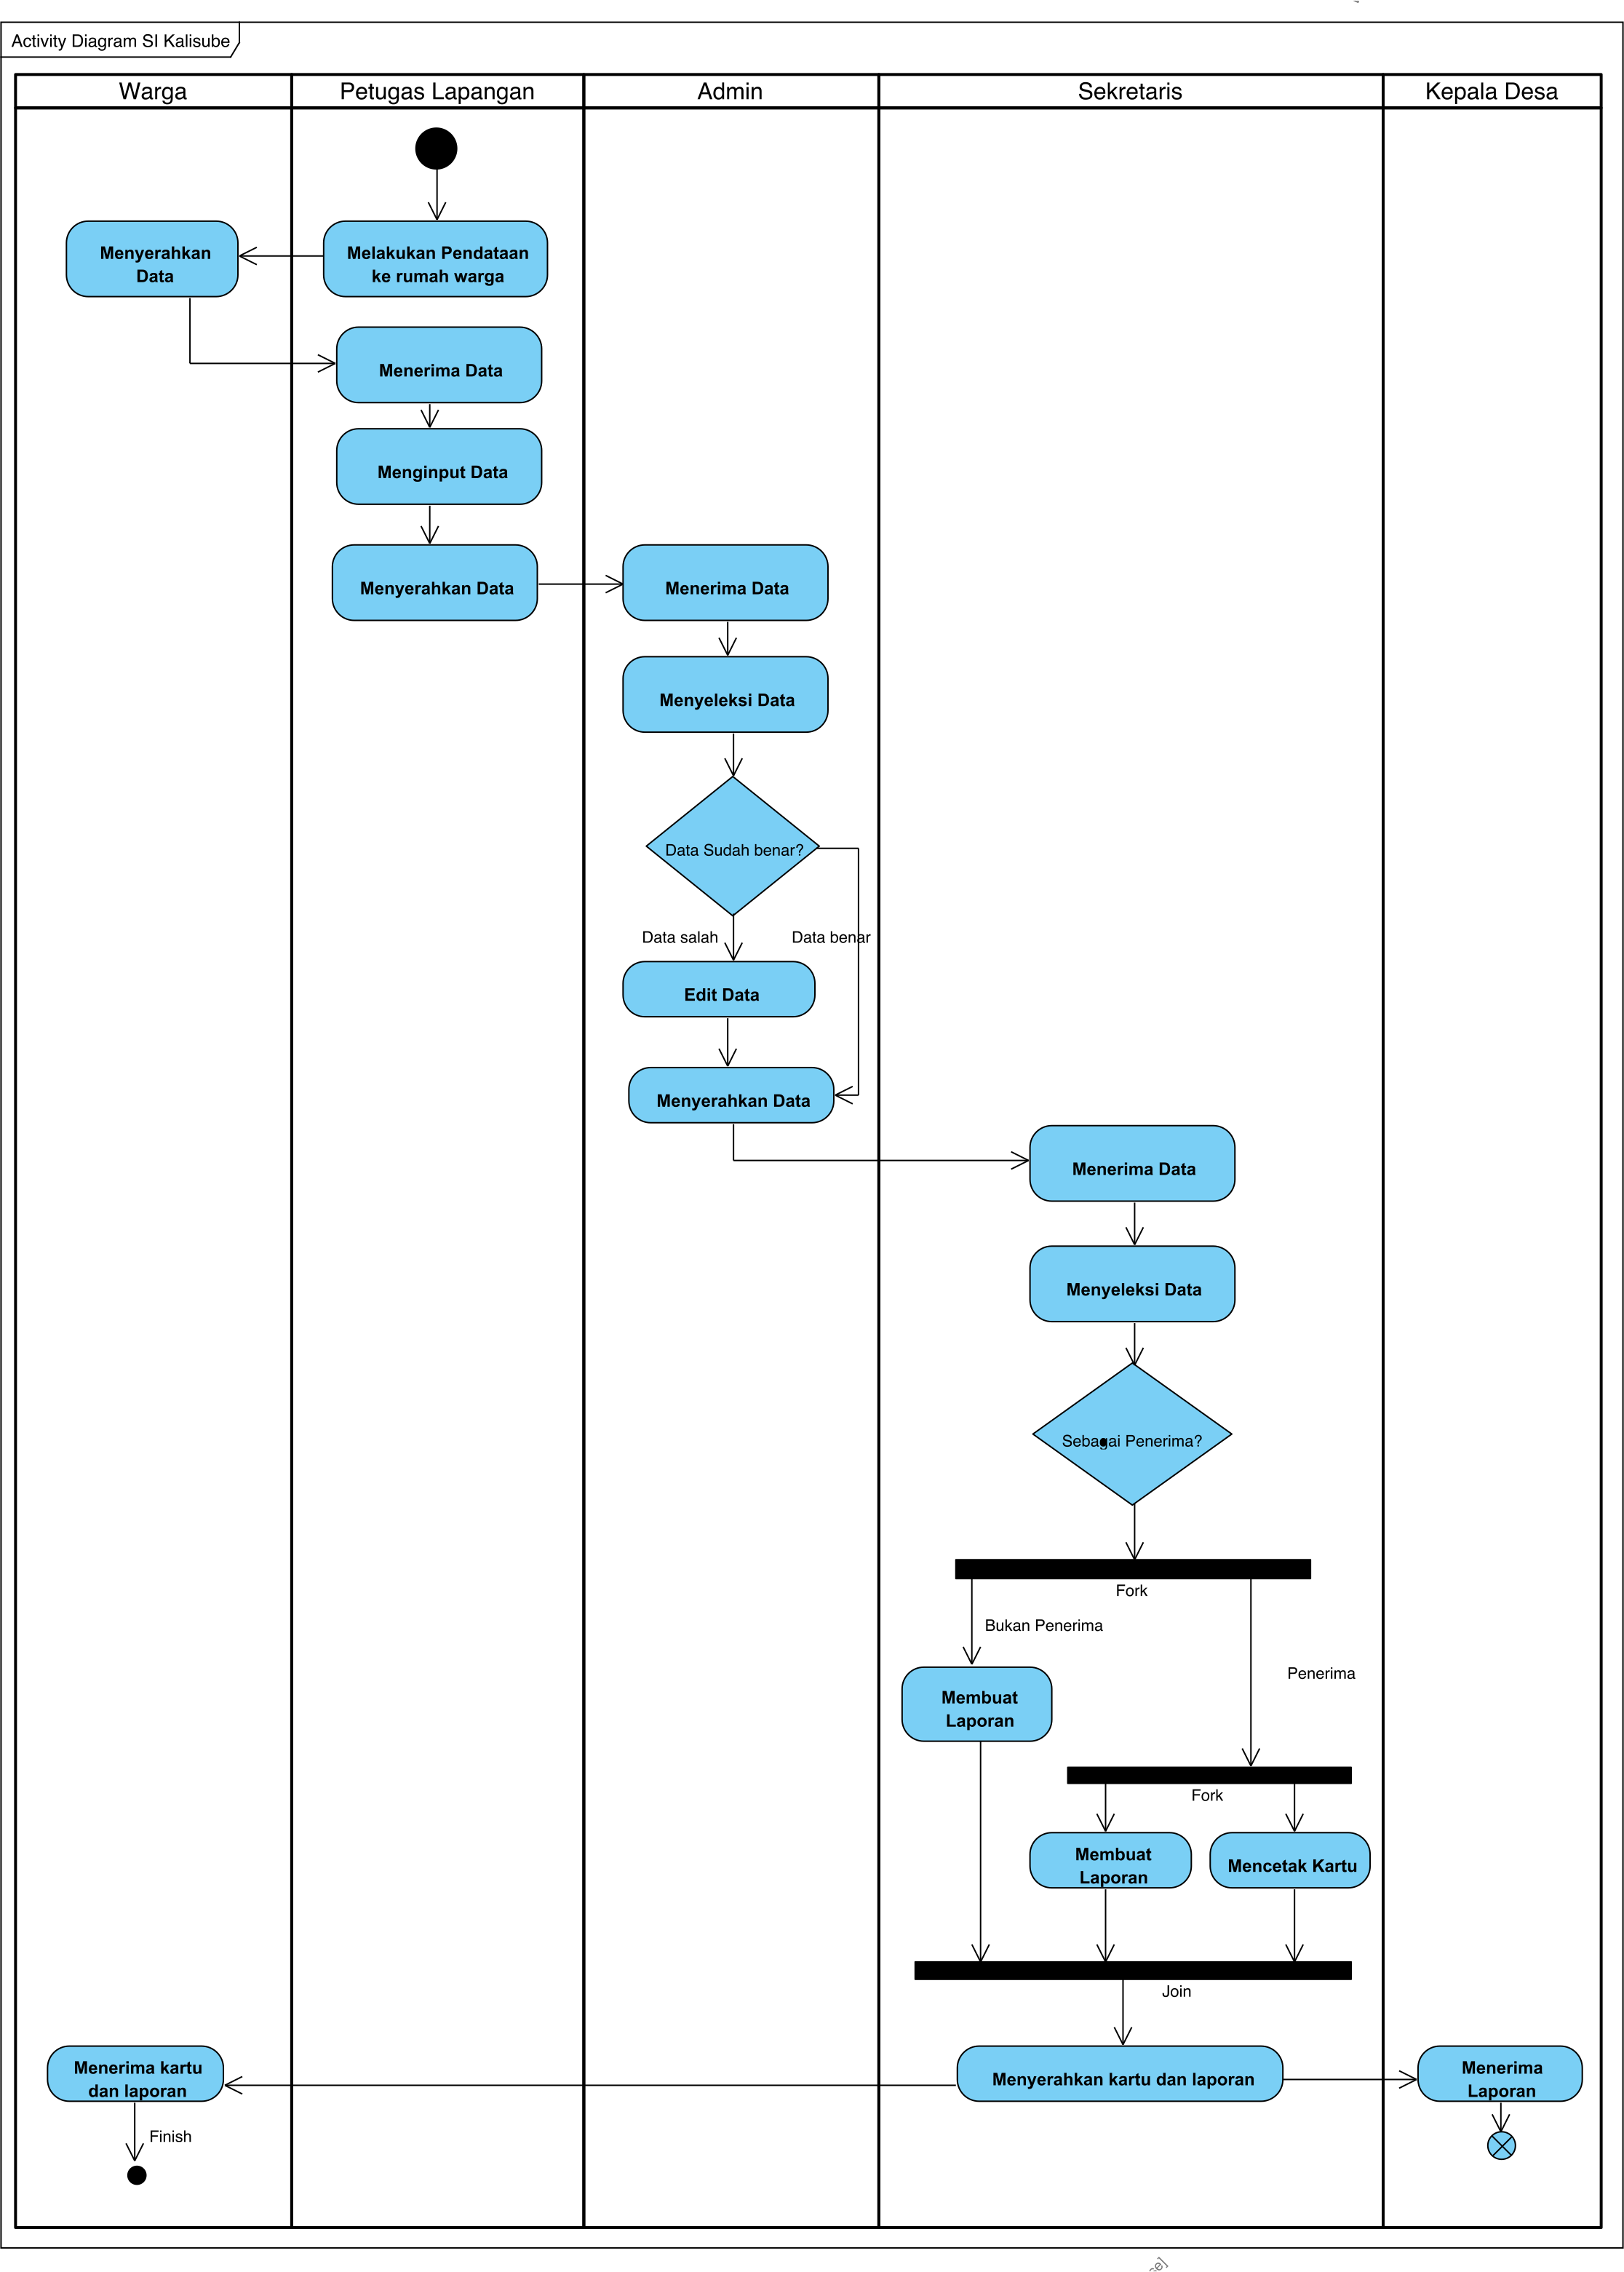 Activity Diagram SI Kalisube
Warga
Petugas Lapangan
Admin
Sekretaris
Kepala Desa
Menyerahkan
Data
Melakukan Pendataan
ke rumah warga
Menerima Data
Menginput Data
Menyerahkan Data
Menerima Data
Menyeleksi Data
Data Sudah benar?
Data salah
Data benar
Edit Data
Menyerahkan Data
Menerima Data
Menyeleksi Data
Sebagai Penerima?
Fork
Bukan Penerima
Penerima
Membuat
Laporan
Fork
Membuat
Laporan
Mencetak Kartu
Join
Menerima kartu
dan laporan
Menyerahkan kartu dan laporan
Menerima
Laporan
Finish